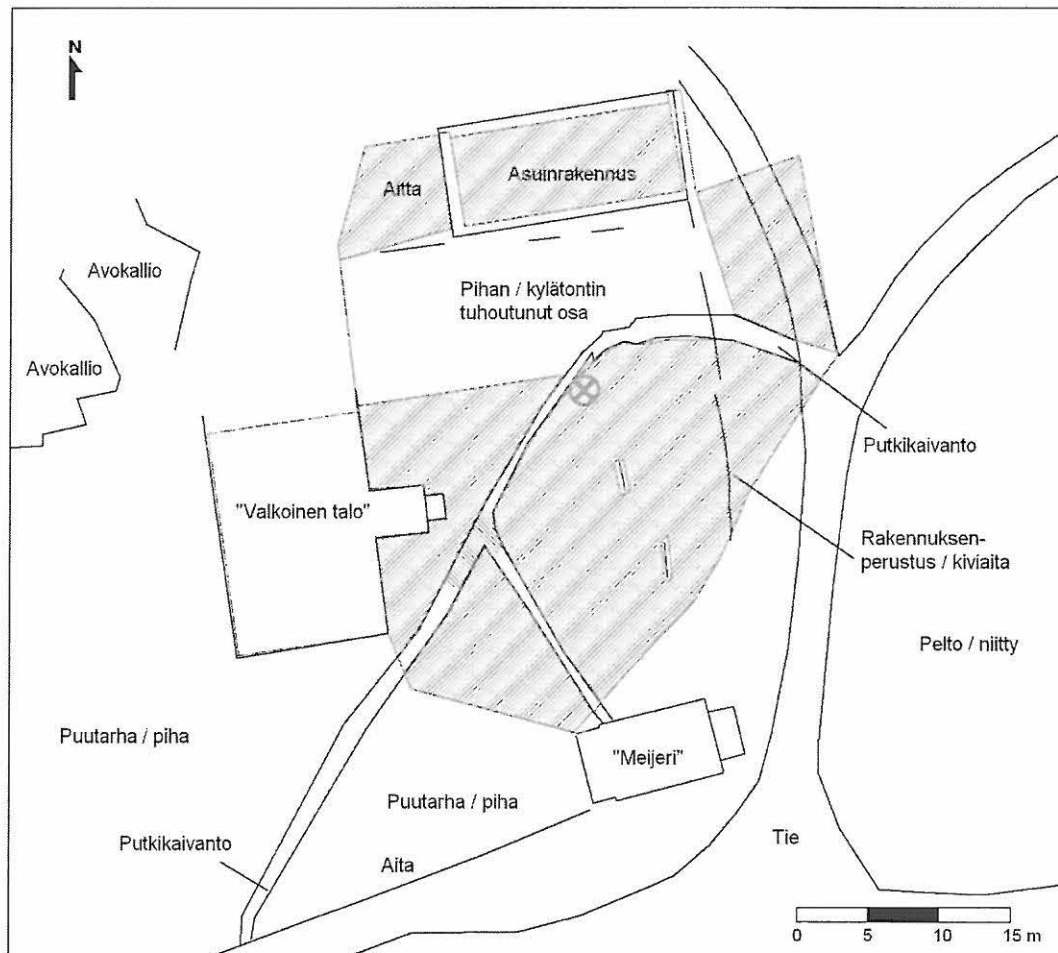 N
Aitta
Asuinrakennus
Avokallio
Pihan / kylätontin
tuhoutunut osa
Avokallio
Putkikaivanto
"Valkoinen talo"
Rakennuksen-
perustus / kiviaita
Pelto / niitty
Puutarha / piha
"Meijeri"
Puutarha / piha
Putkikaivanto
Aita
Tie
0 5 10 15 m